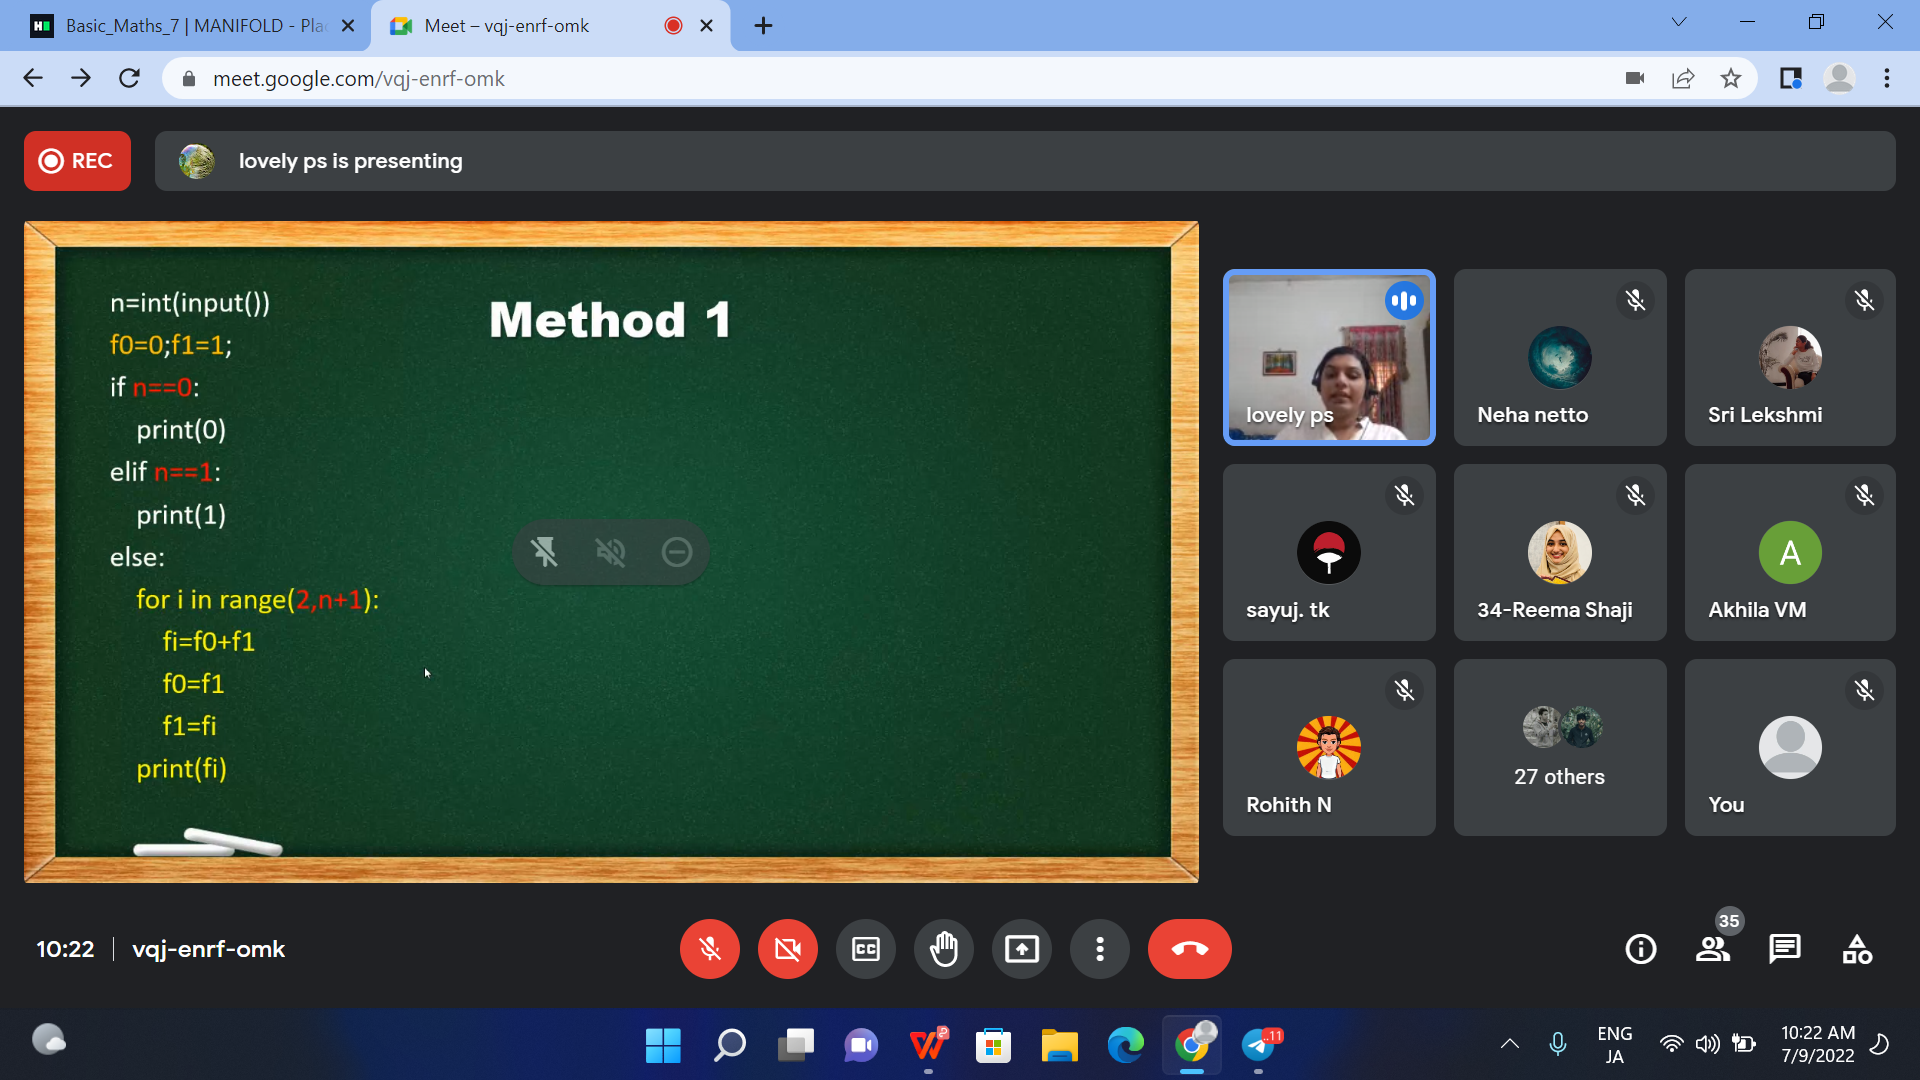 Basic_Maths_7 | MANIFOLD - Pla
Meet – vqj-enrf-omk
meet.google.com/vqj-enrf-omk
REC
lovely ps is presenting
Method 1
n=int(input())
f0=0;f1=1;
if n==0:
print(0)
elif n==1:
print(1)
else:
for i in range(2,n+1):
fi=f0+f1
f0=f1
f1=fi
print(fi)
lovely ps
Neha netto
Sri Lekshmi
sayuj. tk
34-Reema Shaji
A
Akhila VM
Rohith N
27 others
You
10:22
vqj-enrf-omk
CC
35
11
ENG
JA
10:22 AM
7/9/2022